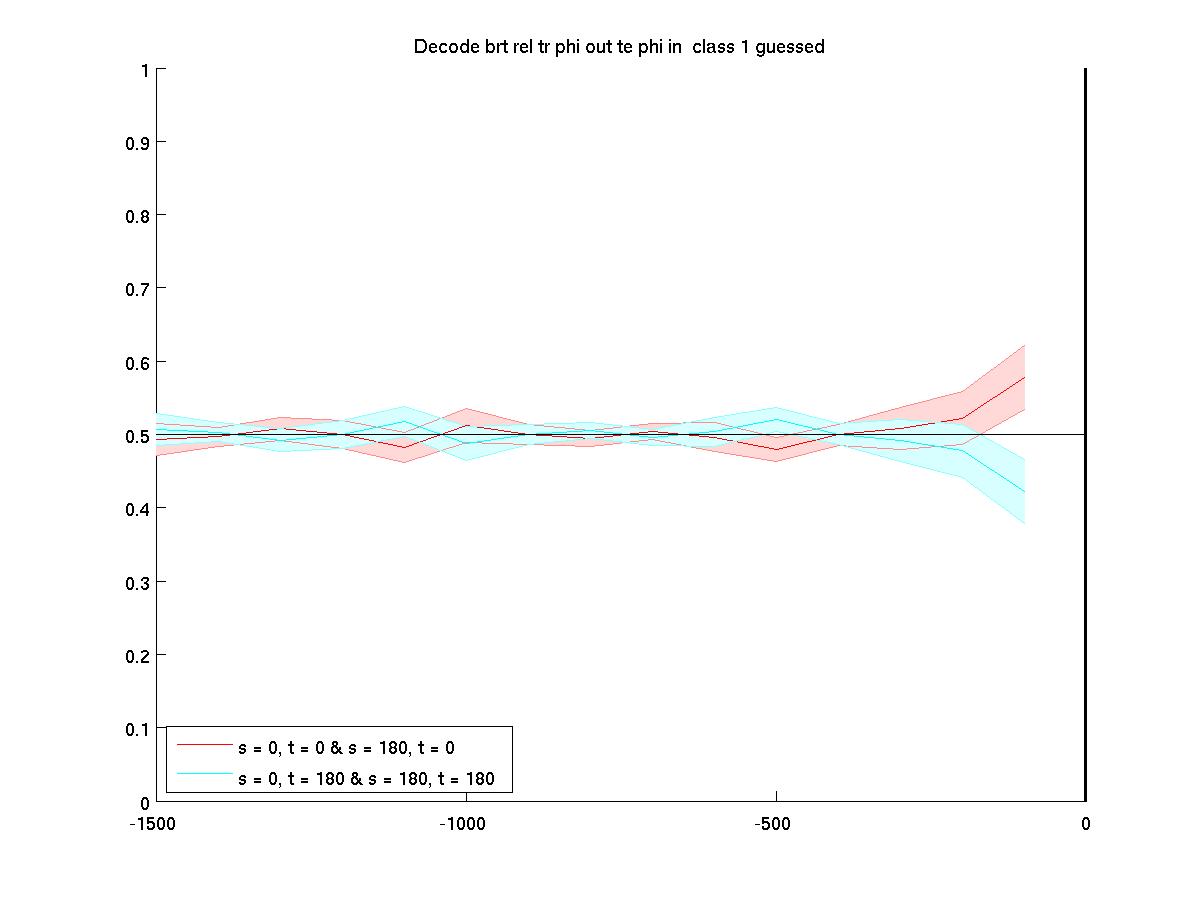 Decode brt rel tr phi out te phi in  class 1 guessed
1
0.9
0.8
0.7
0.6
0.5
0.4
0.3
0.2
0.1
0
s = 0, t = 0 & s = 180, t = 0
s = 0, t = 180 & s = 180, t = 180
-1500 -1000 -500 0